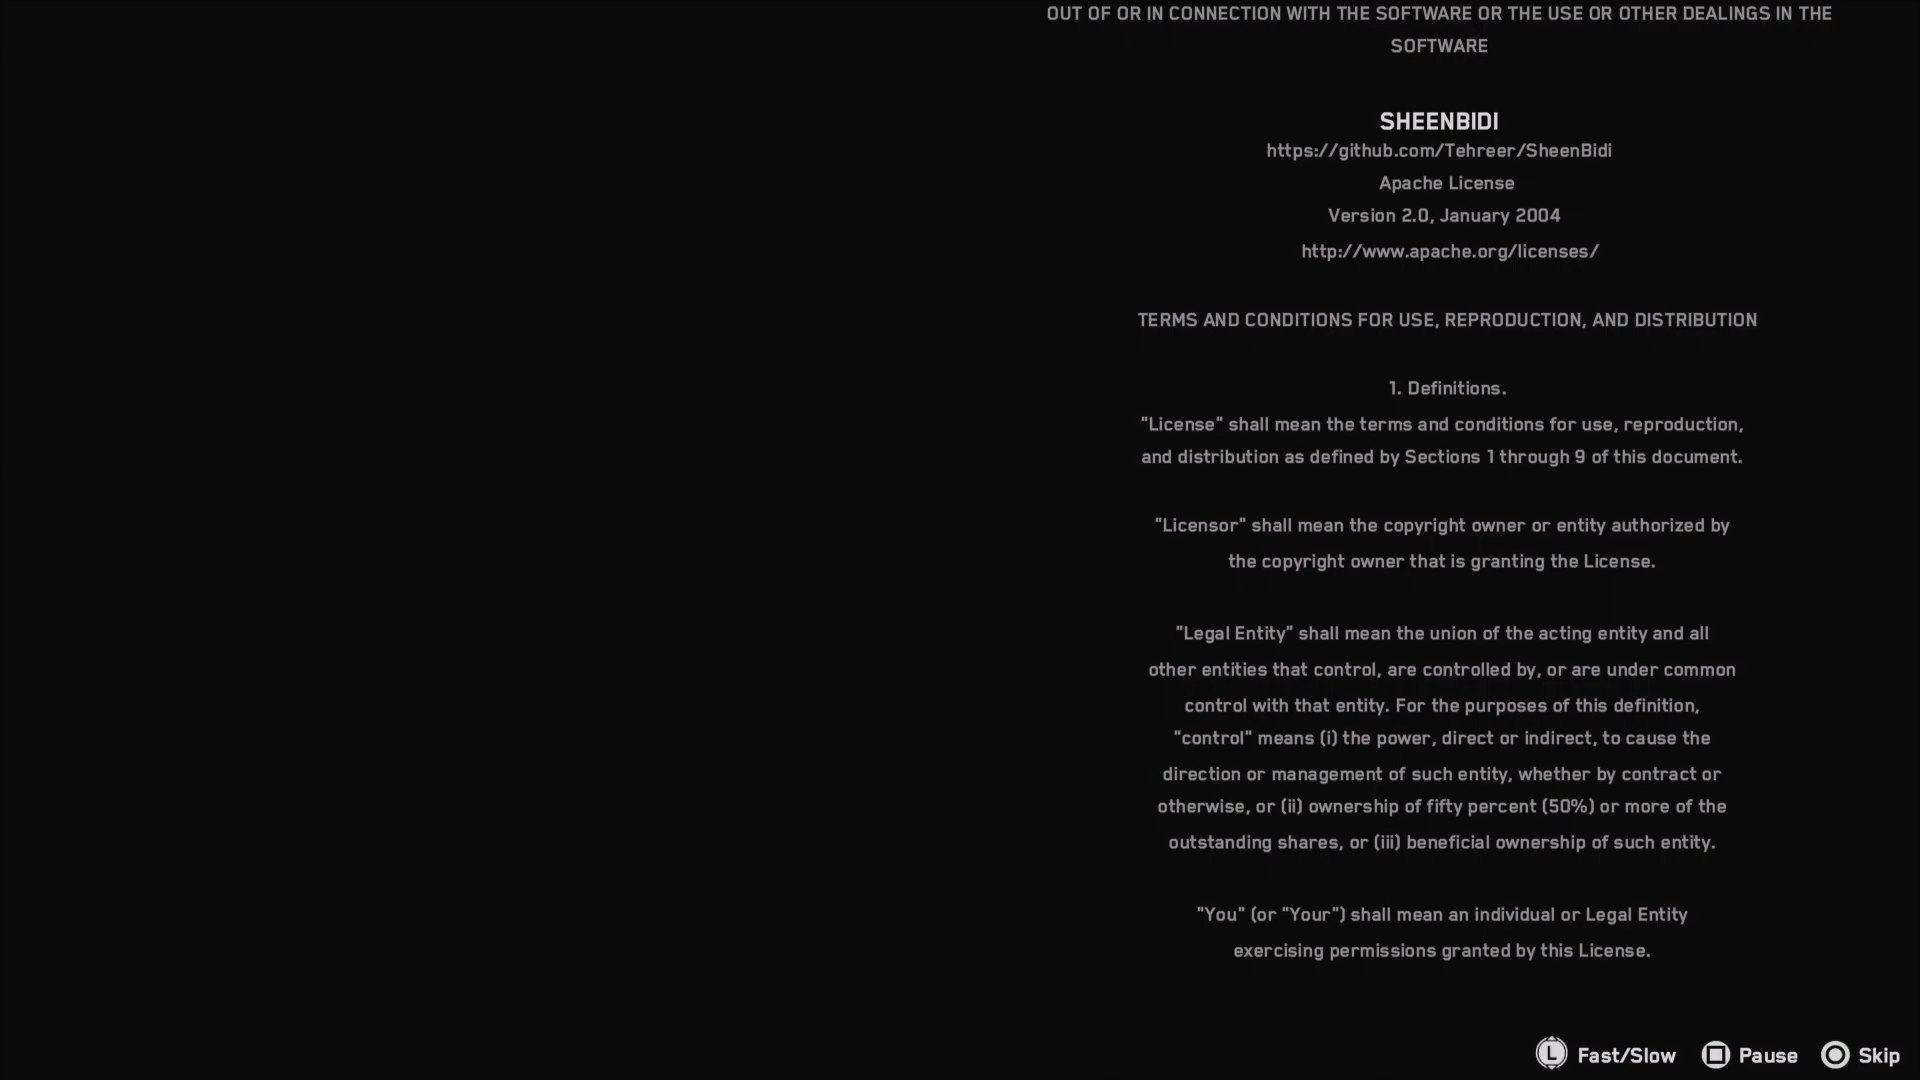 OUT OF OR IN CONNECTION WITH THE SOFTWARE OR THE USE OR OTHER DEALINGS IN THE
SOFTWARE
SHEENBIDI
https://github.com/Tehreer/SheenBidi
Apache License
Version 2.0, January 2004
http://www.apache.org/licenses/
TERMS AND CONDITIONS FOR USE, REPRODUCTION, AND DISTRIBUTION
1. Definitions.
"License" shall mean the terms and conditions for use, reproduction,
and distribution as defined by Sections 1 through 9 of this document.
"Licensor" shall mean the copyright owner or entity authorized by
the copyright owner that is granting the License.
"Legal Entity" shall mean the union of the acting entity and all
other entities that control, are controlled by, or are under common
control with that entity. For the purposes of this definition,
"control" means (i) the power, direct or indirect, to cause the
direction or management of such entity, whether by contract or
otherwise, or (ii) ownership of fifty percent (50%) or more of the
outstanding shares, or (iii) beneficial ownership of such entity.
"You" (or "Your") shall mean an individual or Legal Entity
exercising permissions granted by this License.
L Fast/Slow Pause Skip